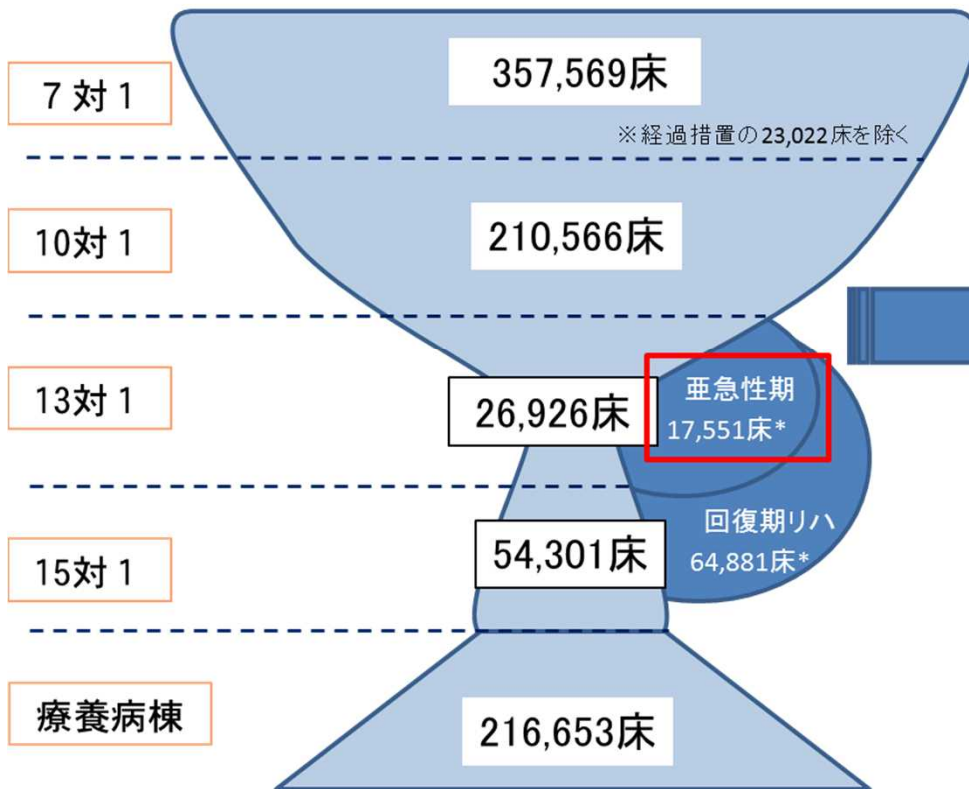 7対1
357,569床
※経過措置の23,022床を除く
10対1
210,566床
13対1
26,926床
亜急性期
17,551床*
15対1
54,301床
回復期リハ
64,881床*
療養病棟
216,653床